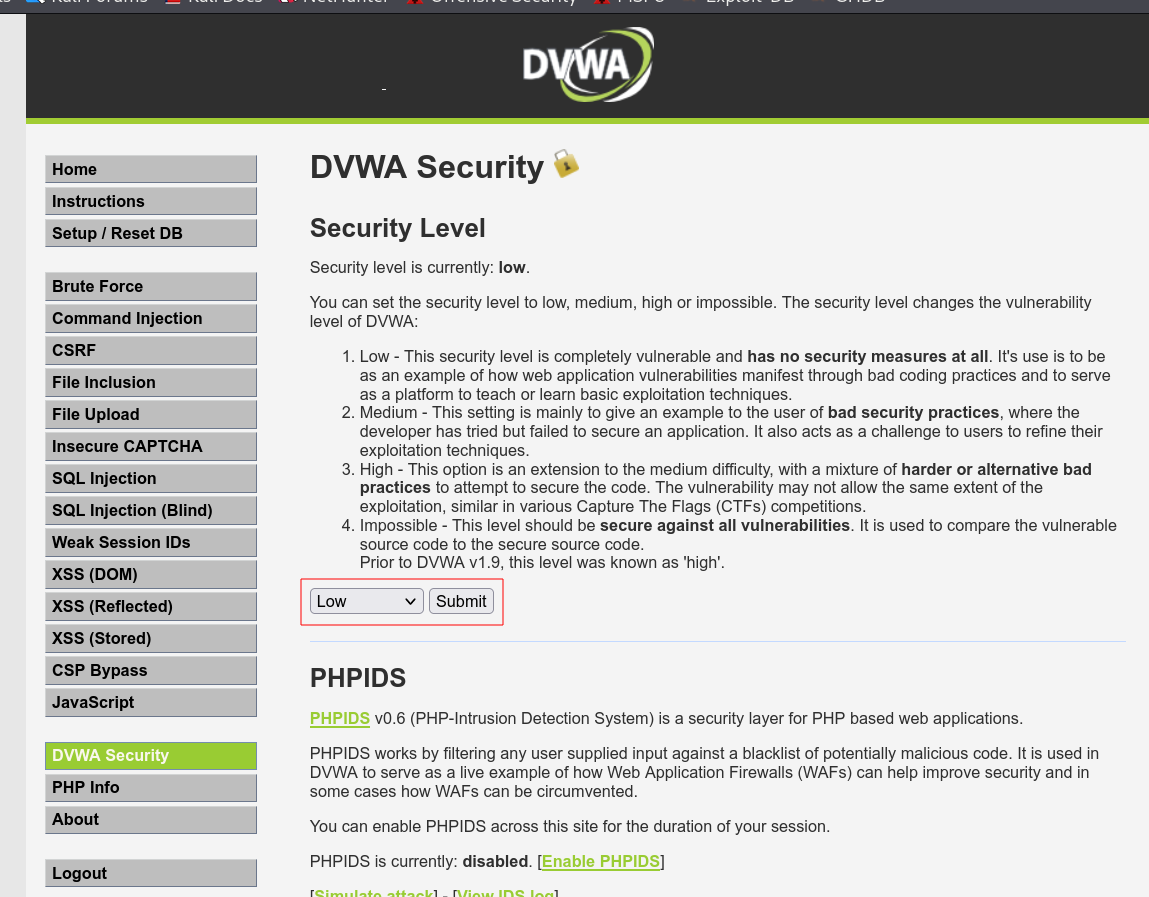 Kali Forums Kali Docs NetHunter Offensive Security MSFU Exploit-DB GHDB
DVWA
Home
Instructions
Setup / Reset DB
Brute Force
Command Injection
CSRF
File Inclusion
File Upload
Insecure CAPTCHA
SQL Injection
SQL Injection (Blind)
Weak Session IDs
XSS (DOM)
XSS (Reflected)
XSS (Stored)
CSP Bypass
JavaScript
DVWA Security
PHP Info
About
Logout
DVWA Security
Security Level
Security level is currently: low.
You can set the security level to low, medium, high or impossible. The security level changes the vulnerability
level of DVWA:
1. Low - This security level is completely vulnerable and has no security measures at all. It's use is to be
as an example of how web application vulnerabilities manifest through bad coding practices and to serve
as a platform to teach or learn basic exploitation techniques.
2. Medium - This setting is mainly to give an example to the user of bad security practices, where the
developer has tried but failed to secure an application. It also acts as a challenge to users to refine their
exploitation techniques.
3. High - This option is an extension to the medium difficulty, with a mixture of harder or alternative bad
practices to attempt to secure the code. The vulnerability may not allow the same extent of the
exploitation, similar in various Capture The Flags (CTFs) competitions.
4. Impossible - This level should be secure against all vulnerabilities. It is used to compare the vulnerable
source code to the secure source code.
Prior to DVWA v1.9, this level was known as 'high'.
Low Submit
PHPIDS
PHPIDS v0.6 (PHP-Intrusion Detection System) is a security layer for PHP based web applications.
PHPIDS works by filtering any user supplied input against a blacklist of potentially malicious code. It is used in
DVWA to serve as a live example of how Web Application Firewalls (WAFs) can help improve security and in
some cases how WAFs can be circumvented.
You can enable PHPIDS across this site for the duration of your session.
PHPIDS is currently: disabled. [Enable PHPIDS]
[Simulate attack] - [View IDS log]